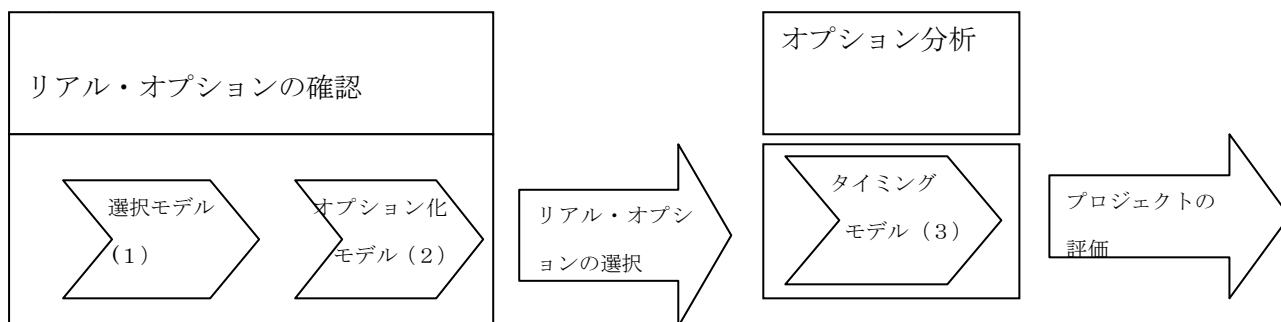 リアル・オプションの確認
選択モデル
(1)
オプション化
モデル(2)
リアル・オプシ
ョンの選択
オプション分析
タイミング
モデル(3)
プロジェクトの
評価